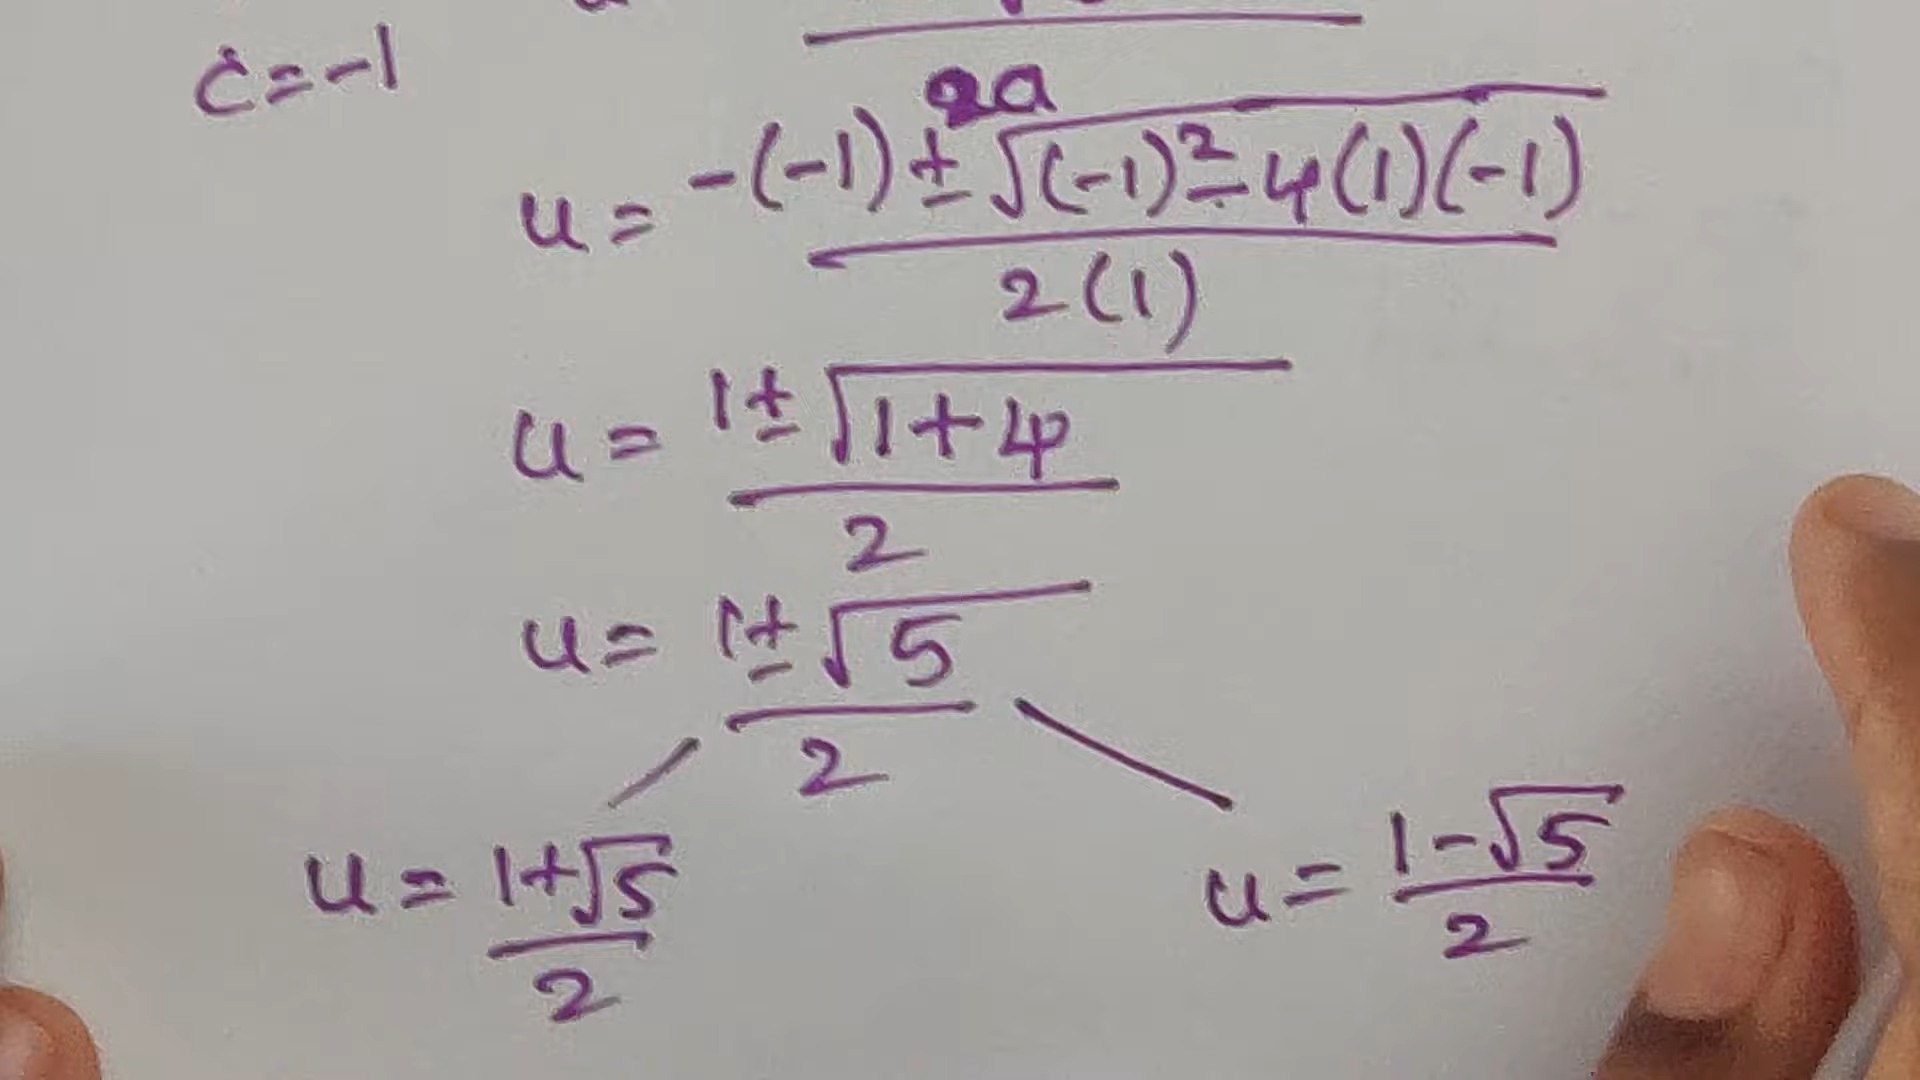 c=-1
2a
u = -(-1) ± √(-1)² - 4(1)(-1)
2(1)
u = 1 ± √1+4
2
u = 1 ± √5
2
u = 1+√5
2
u = 1-√5
2